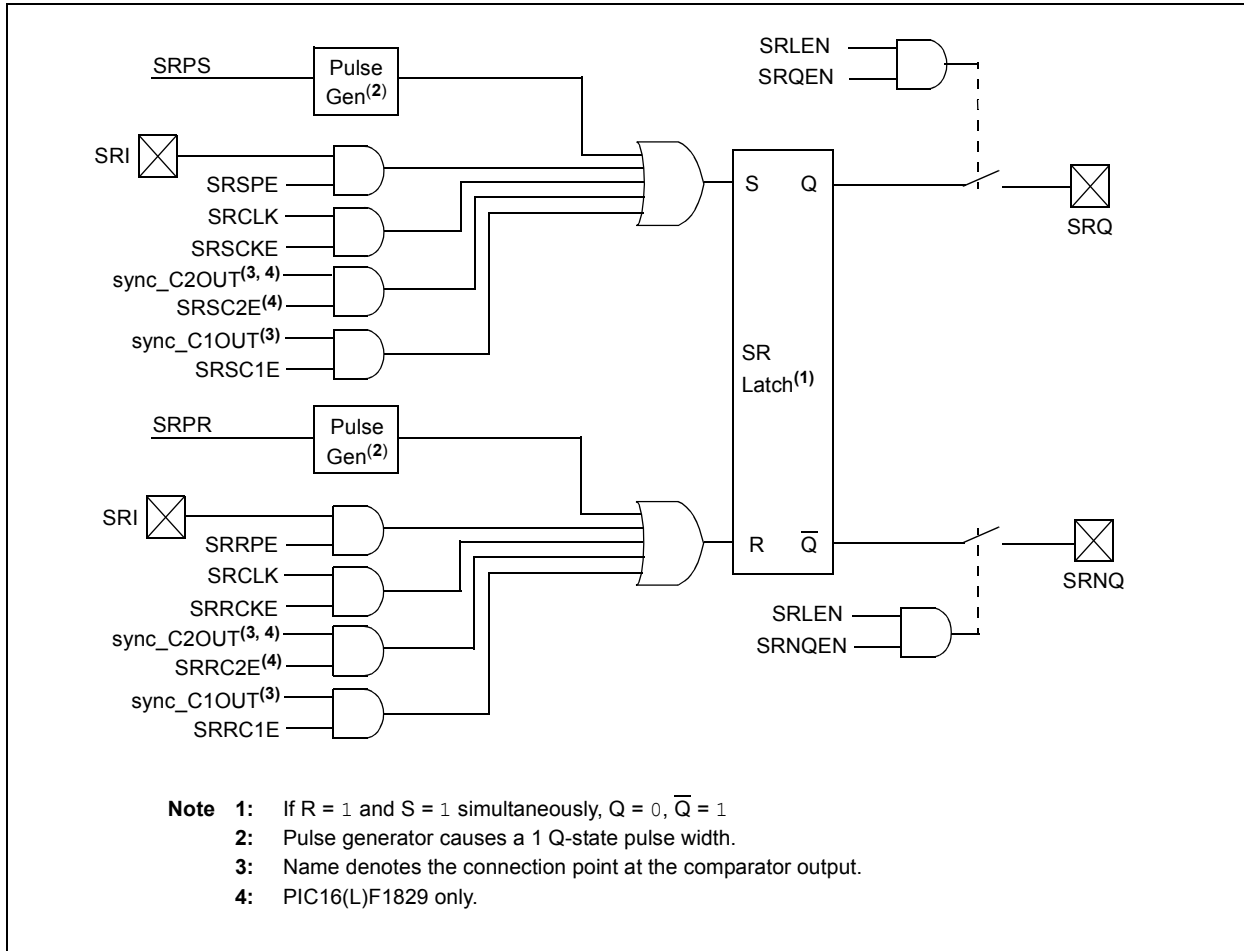 SRPS
Pulse
Gen(2)
SRI
SRSPE
SRCLK
SRSCKE
sync_C2OUT(3, 4)
SRSC2E(4)
sync_C1OUT(3)
SRSC1E
SRPR
Pulse
Gen(2)
SRI
SRRPE
SRCLK
SRRCKE
sync_C2OUT(3, 4)
SRRC2E(4)
sync_C1OUT(3)
SRRC1E
S Q
SR
Latch(1)
R Q̅
SRLEN
SRQEN
SRQ
SRNQ
SRLEN
SRNQEN
Note 1: If R = 1 and S = 1 simultaneously, Q = 0, Q̅ = 1
2: Pulse generator causes a 1 Q-state pulse width.
3: Name denotes the connection point at the comparator output.
4: PIC16(L)F1829 only.